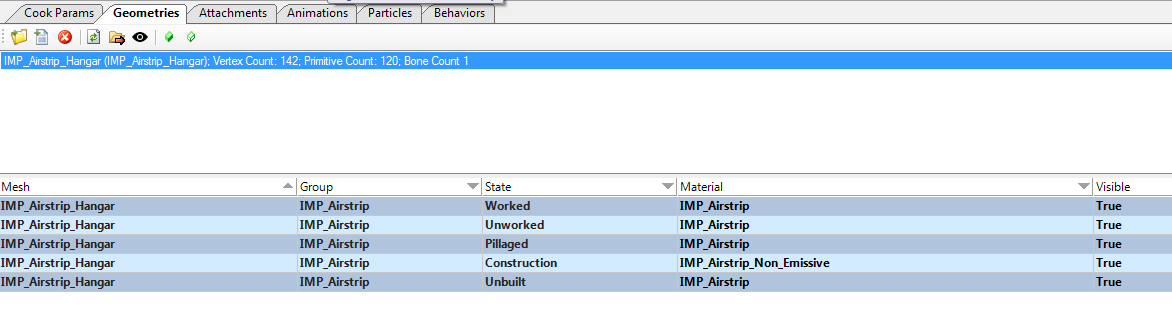 Cook Params Geometries Attachments Animations Particles Behaviors
IMP_Airstrip_Hangar (IMP_Airstrip_Hangar); Vertex Count: 142; Primitive Count: 120; Bone Count 1
Mesh Group State Material Visible
IMP_Airstrip_Hangar IMP_Airstrip Worked IMP_Airstrip True
IMP_Airstrip_Hangar IMP_Airstrip Unworked IMP_Airstrip True
IMP_Airstrip_Hangar IMP_Airstrip Pillaged IMP_Airstrip True
IMP_Airstrip_Hangar IMP_Airstrip Construction IMP_Airstrip_Non_Emissive True
IMP_Airstrip_Hangar IMP_Airstrip Unbuilt IMP_Airstrip True